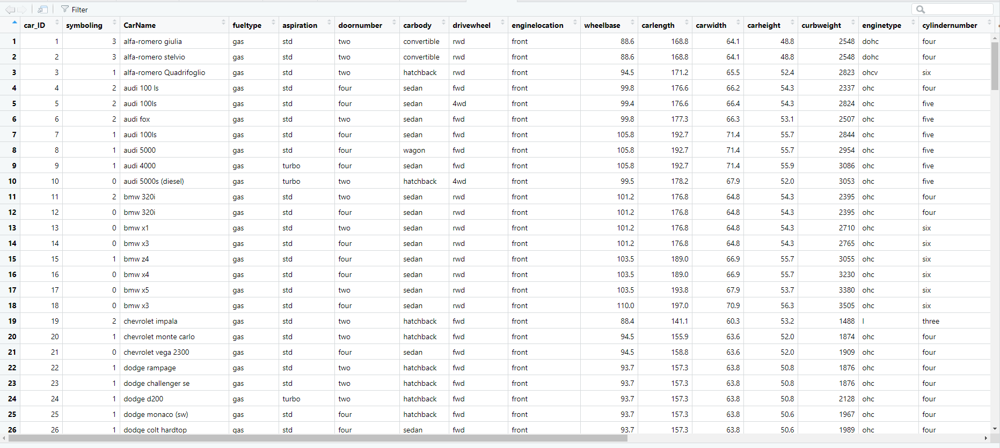 Filter
car_ID symboling CarName fueltype aspiration doornumber carbody drivewheel enginelocation wheelbase carlength carwidth carheight curbweight enginetype cylindernumber
1 1 3 alfa-romero giulia gas std two convertible rwd front 88.6 168.8 64.1 48.8 2548 dohc four
2 2 3 alfa-romero stelvio gas std two convertible rwd front 88.6 168.8 64.1 48.8 2548 dohc four
3 3 1 alfa-romero Quadrifoglio gas std two hatchback rwd front 94.5 171.2 65.5 52.4 2823 ohcv six
4 4 2 audi 100 ls gas std four sedan fwd front 99.8 176.6 66.2 54.3 2337 ohc four
5 5 2 audi 100ls gas std four sedan 4wd front 99.4 176.6 66.4 54.3 2824 ohc five
6 6 2 audi fox gas std two sedan fwd front 99.8 177.3 66.3 53.1 2507 ohc five
7 7 1 audi 100ls gas std four sedan fwd front 105.8 192.7 71.4 55.7 2844 ohc five
8 8 1 audi 5000 gas std four wagon fwd front 105.8 192.7 71.4 55.7 2954 ohc five
9 9 1 audi 4000 gas turbo four sedan fwd front 105.8 192.7 71.4 55.9 3086 ohc five
10 10 0 audi 5000s (diesel) gas turbo two hatchback 4wd front 99.5 178.2 67.9 52.0 3053 ohc five
11 11 2 bmw 320i gas std two sedan rwd front 101.2 176.8 64.8 54.3 2395 ohc four
12 12 0 bmw 320i gas std four sedan rwd front 101.2 176.8 64.8 54.3 2395 ohc four
13 13 0 bmw x1 gas std two sedan rwd front 101.2 176.8 64.8 54.3 2710 ohc six
14 14 0 bmw x3 gas std four sedan rwd front 101.2 176.8 64.8 54.3 2765 ohc six
15 15 1 bmw z4 gas std four sedan rwd front 103.5 189.0 66.9 55.7 3055 ohc six
16 16 0 bmw x4 gas std four sedan rwd front 103.5 189.0 66.9 55.7 3230 ohc six
17 17 0 bmw x5 gas std two sedan rwd front 103.5 193.8 67.9 53.7 3380 ohc six
18 18 0 bmw x3 gas std four sedan rwd front 110.0 197.0 70.9 56.3 3505 ohc six
19 19 2 chevrolet impala gas std two hatchback fwd front 88.4 141.1 60.3 53.2 1488 l three
20 20 1 chevrolet monte carlo gas std two hatchback fwd front 94.5 155.9 63.6 52.0 1874 ohc four
21 21 0 chevrolet vega 2300 gas std four sedan fwd front 94.5 158.8 63.6 52.0 1909 ohc four
22 22 1 dodge rampage gas std two hatchback fwd front 93.7 157.3 63.8 50.8 1876 ohc four
23 23 1 dodge challenger se gas std two hatchback fwd front 93.7 157.3 63.8 50.8 1876 ohc four
24 24 1 dodge d200 gas turbo two hatchback fwd front 93.7 157.3 63.8 50.8 2128 ohc four
25 25 1 dodge monaco (sw) gas std four hatchback fwd front 93.7 157.3 63.8 50.6 1967 ohc four
26 26 1 dodge colt hardtop gas std four sedan fwd front 93.7 157.3 63.8 50.6 1989 ohc four